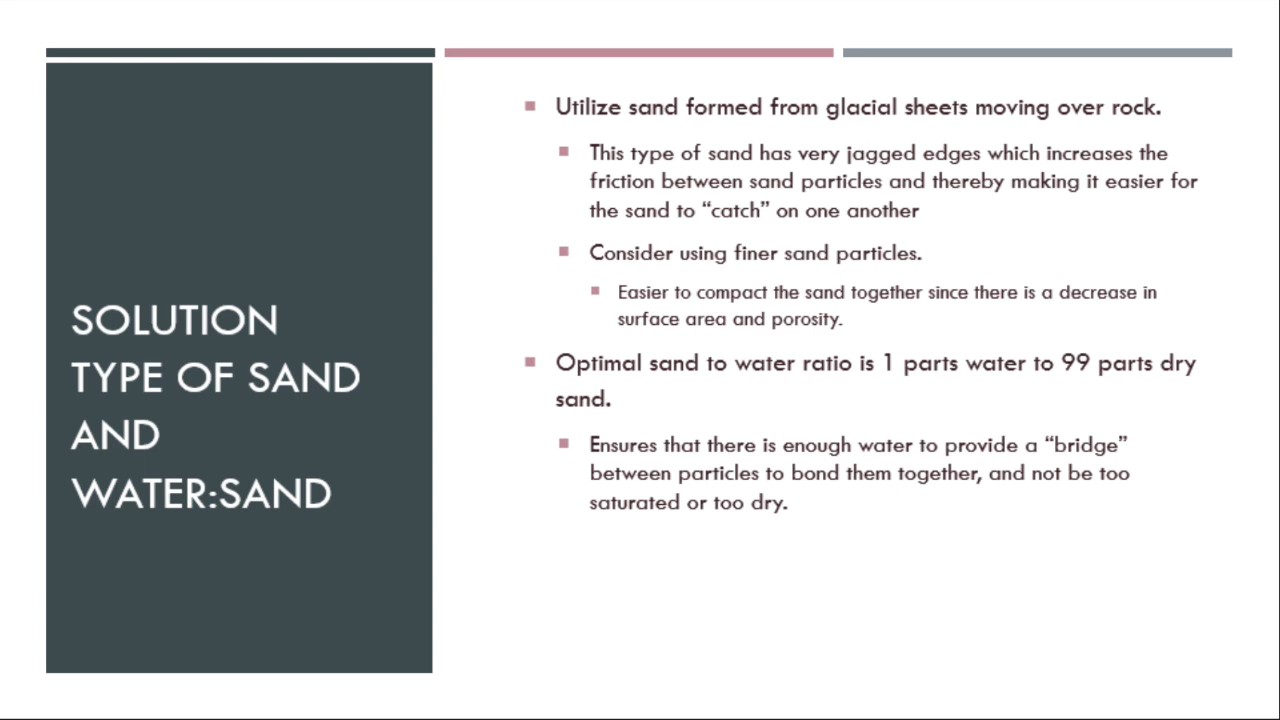 SOLUTION
TYPE OF SAND
AND
WATER:SAND
Utilize sand formed from glacial sheets moving over rock.
This type of sand has very jagged edges which increases the
friction between sand particles and thereby making it easier for
the sand to “catch” on one another
Consider using finer sand particles.
Easier to compact the sand together since there is a decrease in
surface area and porosity.
Optimal sand to water ratio is 1 parts water to 99 parts dry
sand.
Ensures that there is enough water to provide a “bridge”
between particles to bond them together, and not be too
saturated or too dry.